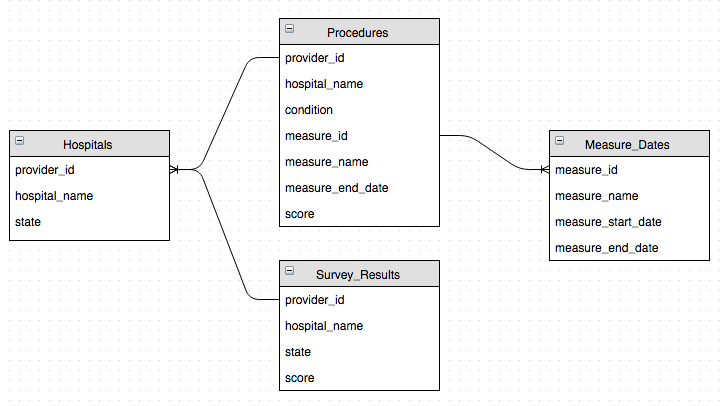 Procedures
provider_id
hospital_name
condition
measure_id
measure_name
measure_end_date
score
Hospitals
provider_id
hospital_name
state
Measure_Dates
measure_id
measure_name
measure_start_date
measure_end_date
Survey_Results
provider_id
hospital_name
state
score